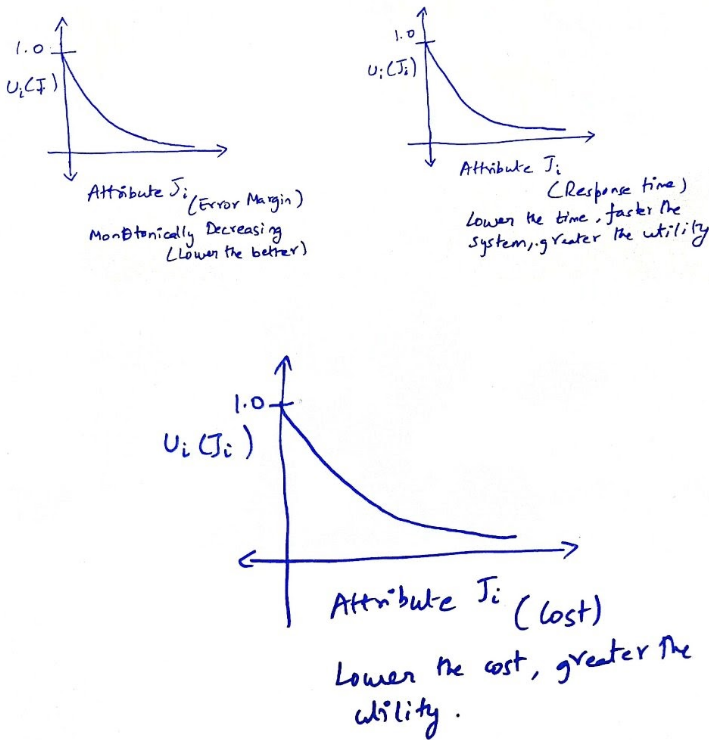 1.0
U_i(J)
Attribute J_i (Error Margin)
Monotonically Decreasing
(Lower the better)
1.0
U_i(J_i)
Attribute J_i
(Response time)
Lower the time, faster the
system, greater the utility
1.0
U_i(J_i)
Attribute J_i (Cost)
Lower the cost, greater the
utility.